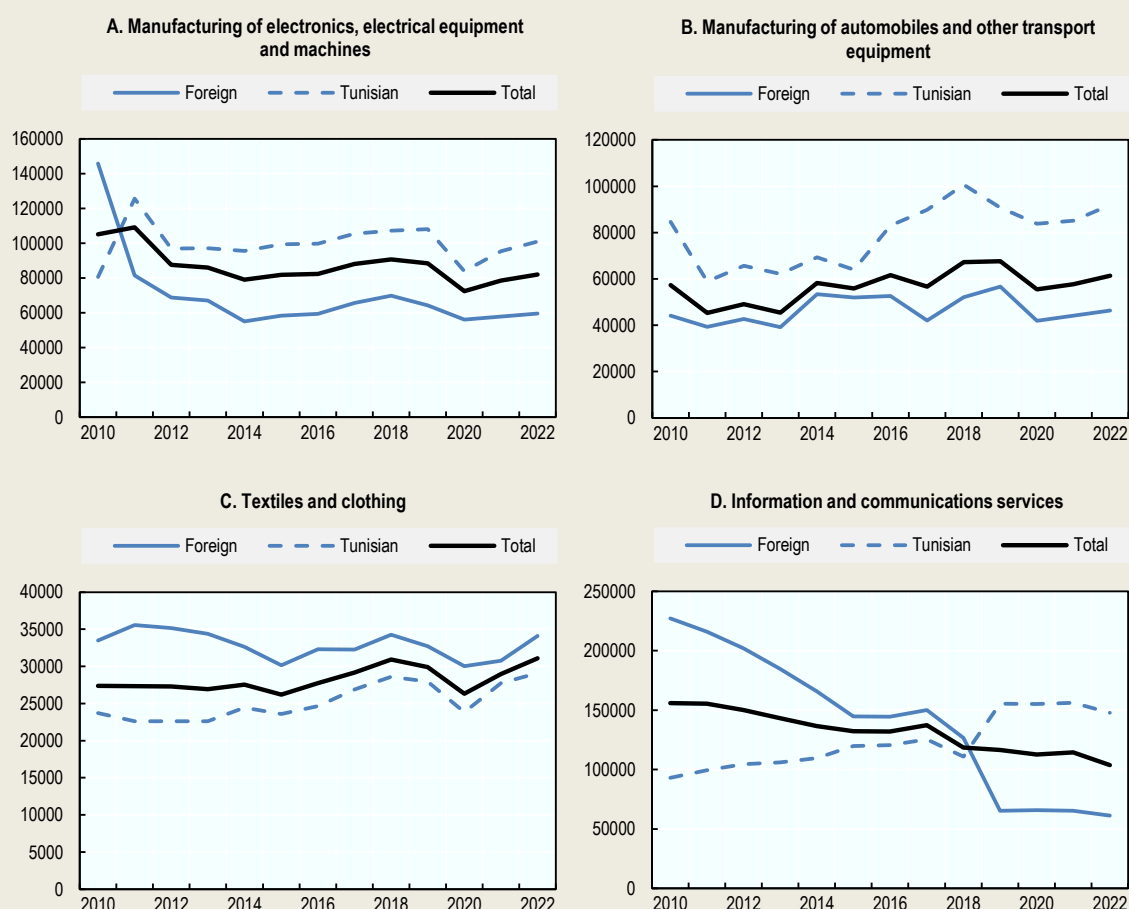 A. Manufacturing of electronics, electrical equipment
and machines
Foreign Tunisian Total
160000
140000
120000
100000
80000
60000
40000
20000
0
2010 2012 2014 2016 2018 2020 2022
B. Manufacturing of automobiles and other transport
equipment
Foreign Tunisian Total
120000
100000
80000
60000
40000
20000
0
2010 2012 2014 2016 2018 2020 2022
C. Textiles and clothing
Foreign Tunisian Total
40000
35000
30000
25000
20000
15000
10000
5000
0
2010 2012 2014 2016 2018 2020 2022
D. Information and communications services
Foreign Tunisian Total
250000
200000
150000
100000
50000
0
2010 2012 2014 2016 2018 2020 2022